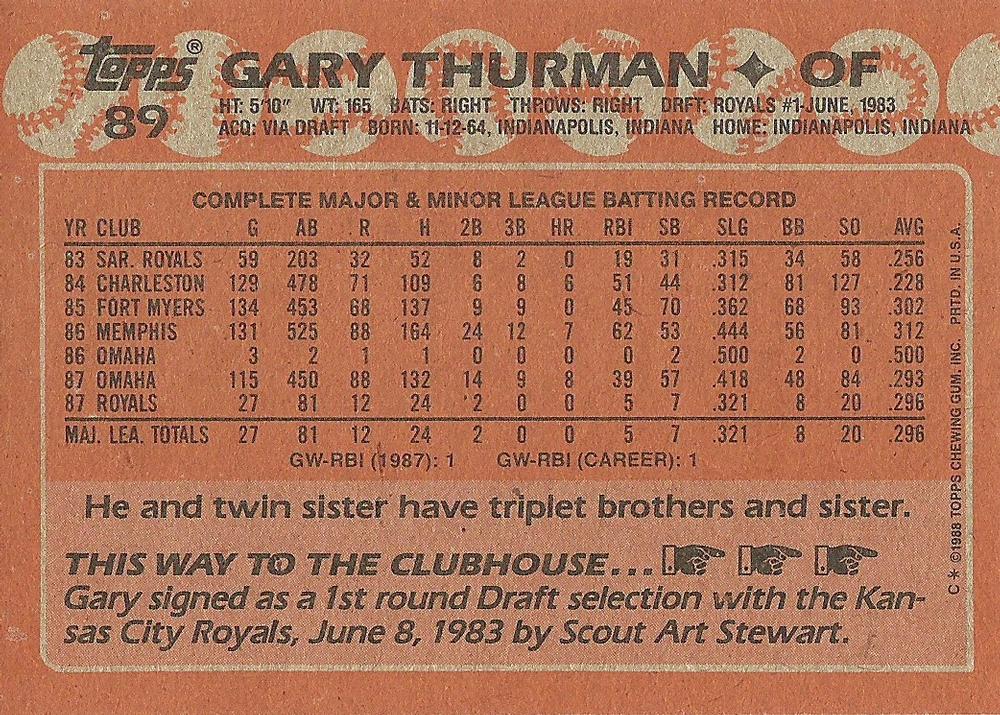 Topps® GARY THURMAN ✦ OF
89
HT: 5'10" WT: 165 BATS: RIGHT THROWS: RIGHT DRFT: ROYALS #1-JUNE, 1983
ACQ: VIA DRAFT BORN: 11-12-64, INDIANAPOLIS, INDIANA HOME: INDIANAPOLIS, INDIANA
COMPLETE MAJOR & MINOR LEAGUE BATTING RECORD
YR CLUB G AB R H 2B 3B HR RBI SB SLG BB SO AVG
83 SAR. ROYALS 59 203 32 52 8 2 0 19 31 .315 34 58 .256
84 CHARLESTON 129 478 71 109 6 8 6 51 44 .312 81 127 .228
85 FORT MYERS 134 453 68 137 9 9 0 45 70 .362 68 93 .302
86 MEMPHIS 131 525 88 164 24 12 7 62 53 .444 56 81 .312
86 OMAHA 3 2 1 1 0 0 0 0 2 .500 2 0 .500
87 OMAHA 115 450 88 132 14 9 8 39 57 .418 48 84 .293
87 ROYALS 27 81 12 24 2 0 0 5 7 .321 8 20 .296
MAJ. LEA. TOTALS 27 81 12 24 2 0 0 5 7 .321 8 20 .296
GW-RBI (1987): 1 GW-RBI (CAREER): 1
He and twin sister have triplet brothers and sister.
THIS WAY TO THE CLUBHOUSE...
Gary signed as a 1st round Draft selection with the Kan-
sas City Royals, June 8, 1983 by Scout Art Stewart.
C* ©1988 TOPPS CHEWING GUM, INC. PRTD. IN U.S.A.